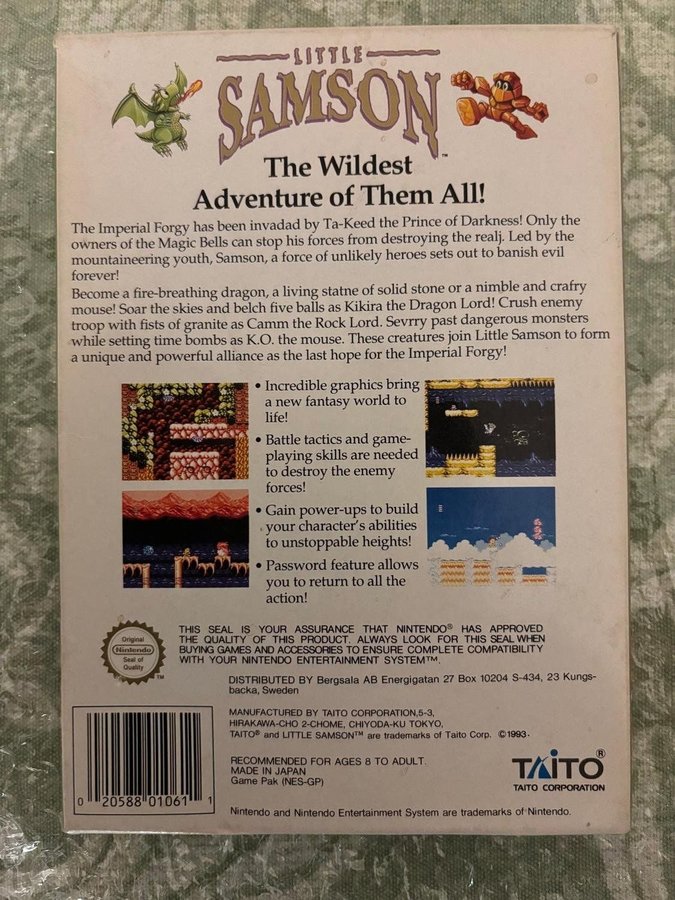 LITTLE
SAMSON™
The Wildest
Adventure of Them All!
The Imperial Forgy has been invadad by Ta-Keed the Prince of Darkness! Only the
owners of the Magic Bells can stop his forces from destroying the realj. Led by the
mountaineering youth, Samson, a force of unlikely heroes sets out to banish evil
forever!
Become a fire-breathing dragon, a living statne of solid stone or a nimble and crafry
mouse! Soar the skies and belch five balls as Kikira the Dragon Lord! Crush enemy
troop with fists of granite as Camm the Rock Lord. Sevrry past dangerous monsters
while setting time bombs as K.O. the mouse. These creatures join Little Samson to form
a unique and powerful alliance as the last hope for the Imperial Forgy!
• Incredible graphics bring
a new fantasy world to
life!
• Battle tactics and game-
playing skills are needed
to destroy the enemy
forces!
• Gain power-ups to build
your character's abilities
to unstoppable heights!
• Password feature allows
you to return to all the
action!
Original
Nintendo
Seal of
Quality
TM
THIS SEAL IS YOUR ASSURANCE THAT NINTENDO® HAS APPROVED
THE QUALITY OF THIS PRODUCT. ALWAYS LOOK FOR THIS SEAL WHEN
BUYING GAMES AND ACCESSORIES TO ENSURE COMPLETE COMPATIBILITY
WITH YOUR NINTENDO ENTERTAINMENT SYSTEM™.
DISTRIBUTED BY Bergsala AB Energigatan 27 Box 10204 S-434, 23 Kungs-
backa, Sweden
MANUFACTURED BY TAITO CORPORATION,5-3,
HIRAKAWA-CHO 2-CHOME, CHIYODA-KU TOKYO,
TAITO® and LITTLE SAMSON™ are trademarks of Taito Corp. ©1993.
RECOMMENDED FOR AGES 8 TO ADULT.
MADE IN JAPAN
Game Pak (NES-GP)
TAITO®
TAITO CORPORATION
0 20588 01061 1
Nintendo and Nintendo Entertainment System are trademarks of Nintendo.